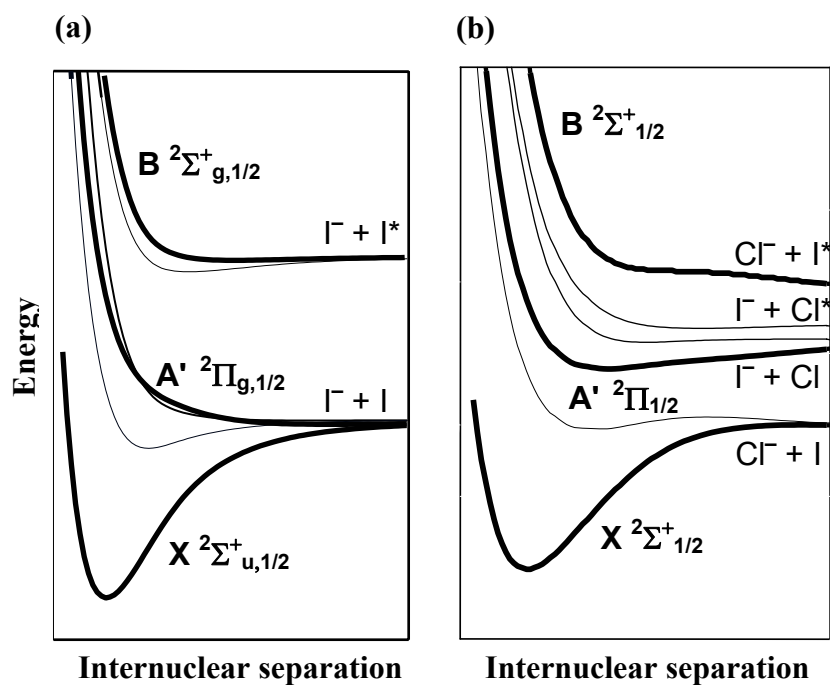 (a)
B ²Σ⁺g,1/2
I⁻ + I*
A' ²Πg,1/2
I⁻ + I
X ²Σ⁺u,1/2
Energy
Internuclear separation
(b)
B ²Σ⁺1/2
Cl⁻ + I*
I⁻ + Cl*
I⁻ + Cl
A' ²Π1/2
Cl⁻ + I
X ²Σ⁺1/2
Internuclear separation